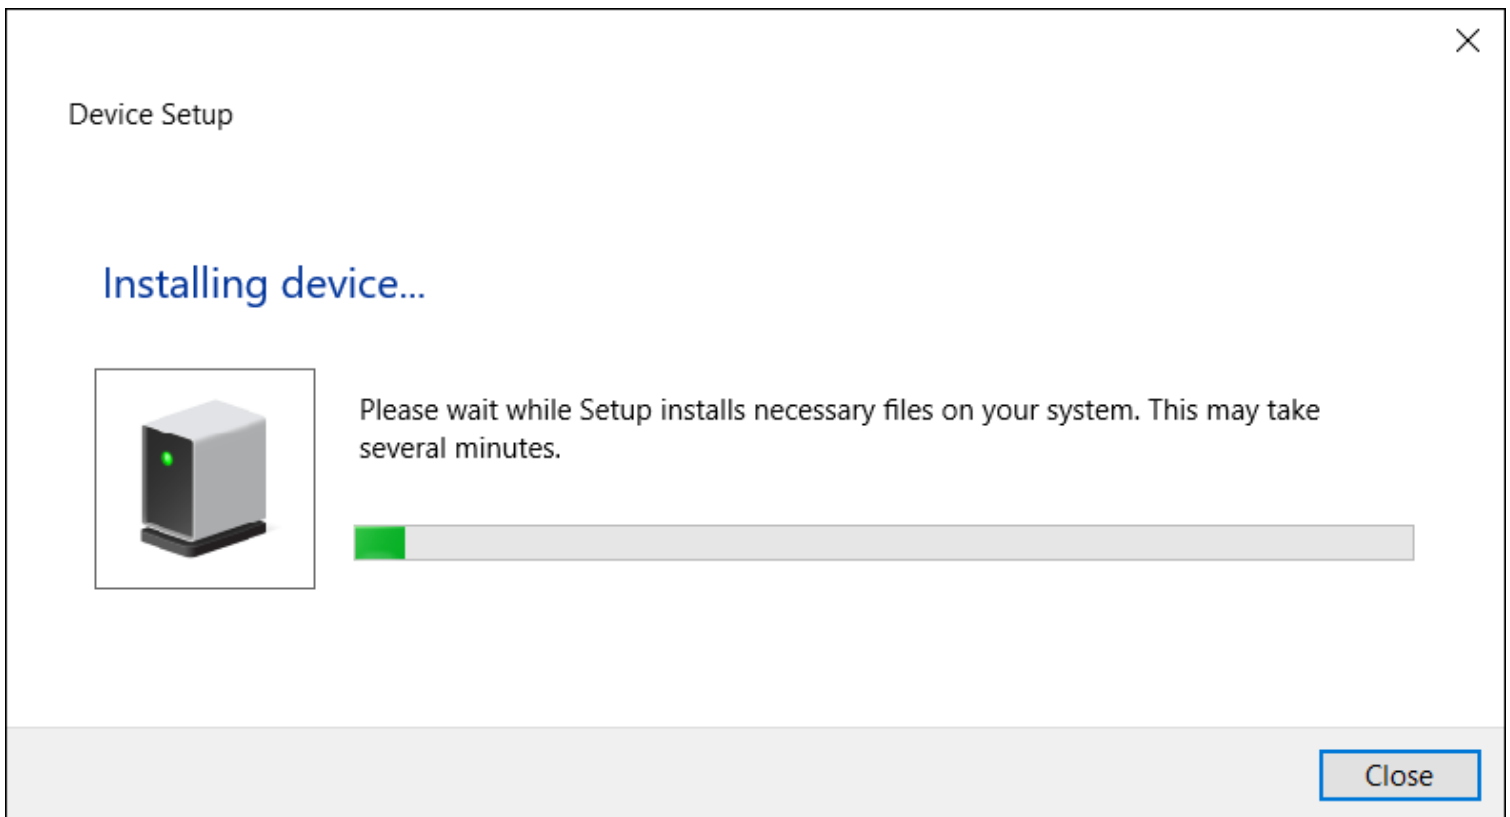 Device Setup
Installing device...
Please wait while Setup installs necessary files on your system. This may take
several minutes.
Close